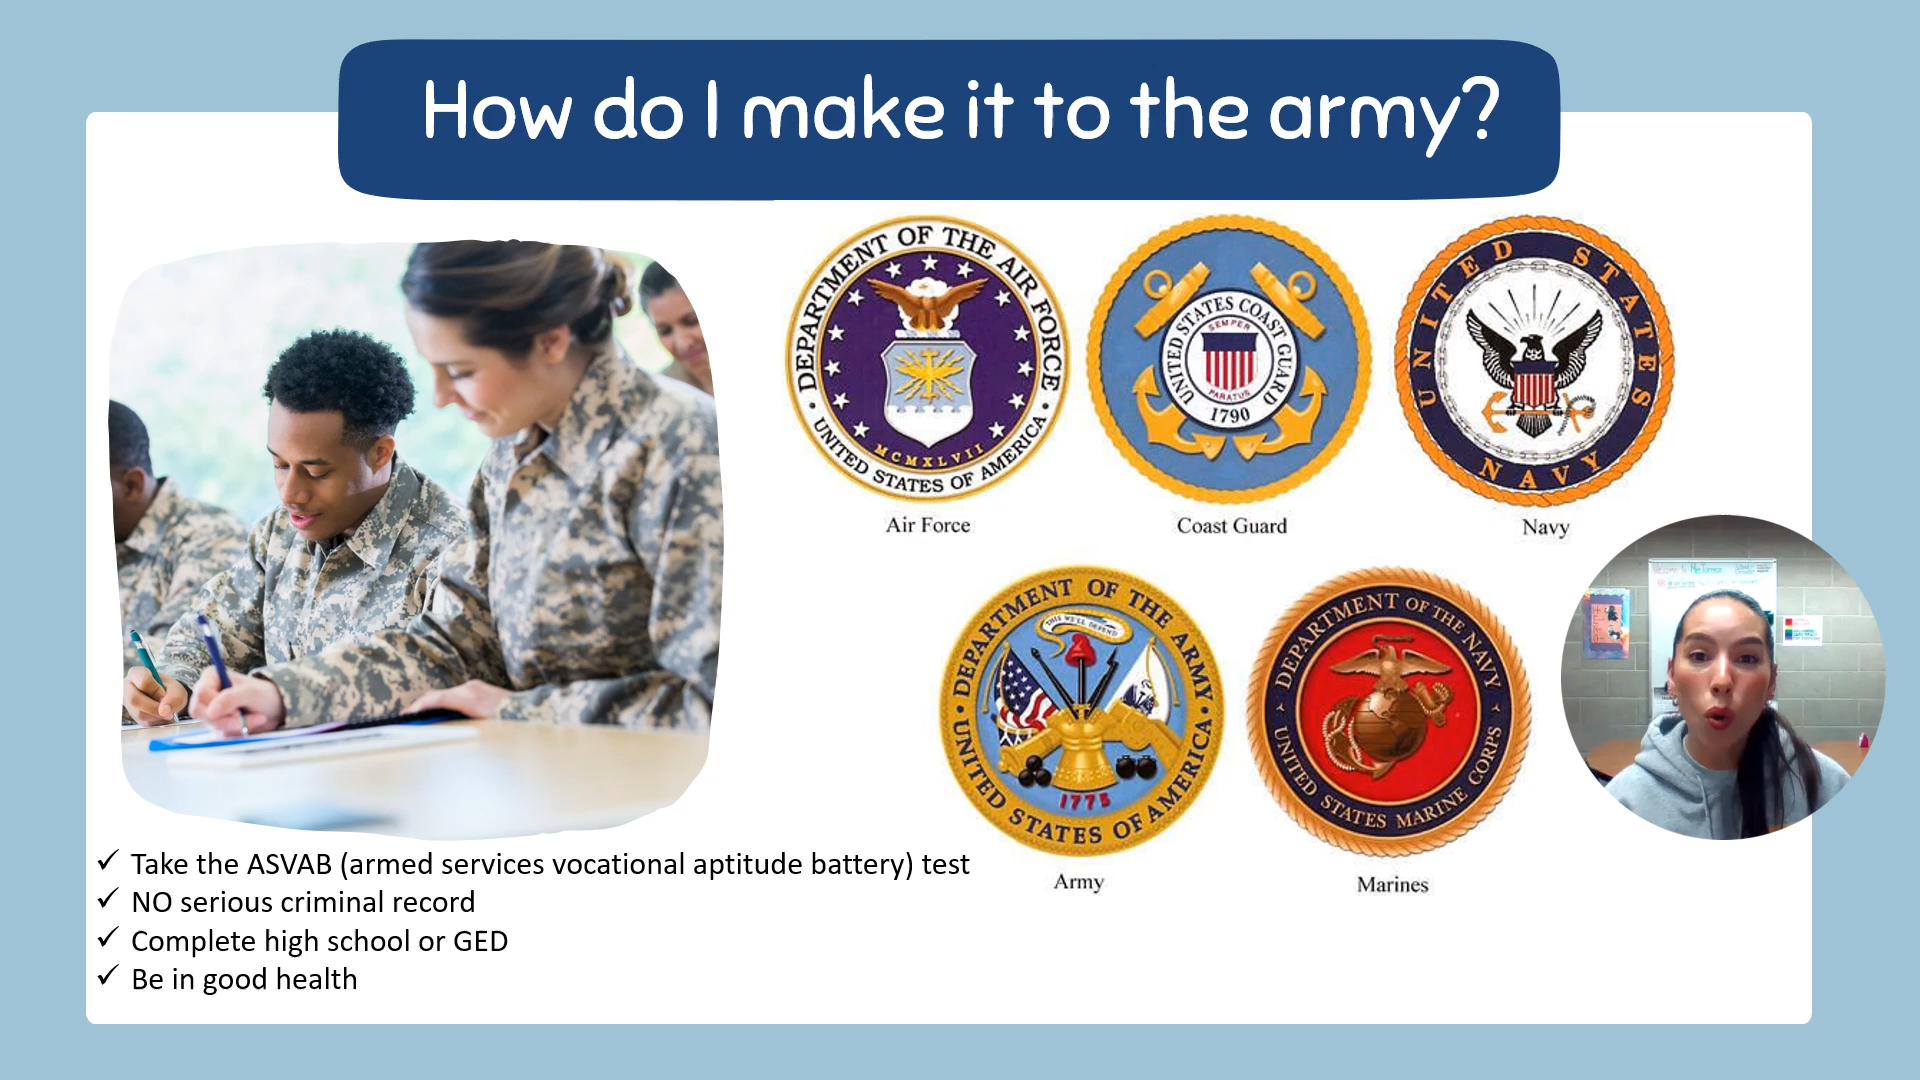 How do I make it to the army?
DEPARTMENT OF THE AIR FORCE
MCMXLVII
UNITED STATES OF AMERICA
Air Force
UNITED STATES COAST GUARD
SEMPER
PARATUS
1790
Coast Guard
UNITED STATES
NAVY
Navy
DEPARTMENT OF THE ARMY
THIS WE'LL DEFEND
1775
UNITED STATES OF AMERICA
Army
DEPARTMENT OF THE NAVY
UNITED STATES MARINE CORPS
Marines
Welcome to
✓ Take the ASVAB (armed services vocational aptitude battery) test
✓ NO serious criminal record
✓ Complete high school or GED
✓ Be in good health